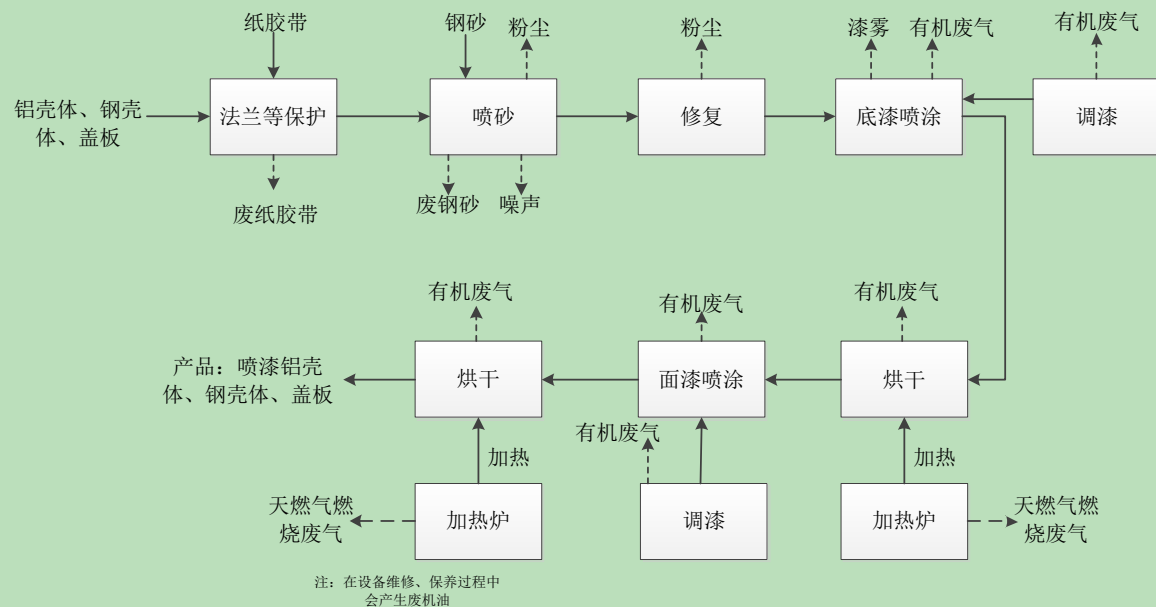 纸胶带
钢砂
粉尘
粉尘
漆雾
有机废气
有机废气
铝壳体、钢壳
体、盖板
法兰等保护
喷砂
修复
底漆喷涂
调漆
废纸胶带
废钢砂
噪声
有机废气
有机废气
有机废气
产品：喷漆铝壳
体、钢壳体、盖板
烘干
面漆喷涂
烘干
有机废气
加热
加热
天燃气燃
烧废气
加热炉
调漆
加热炉
天燃气燃
烧废气
注：在设备维修、保养过程中
会产生废机油